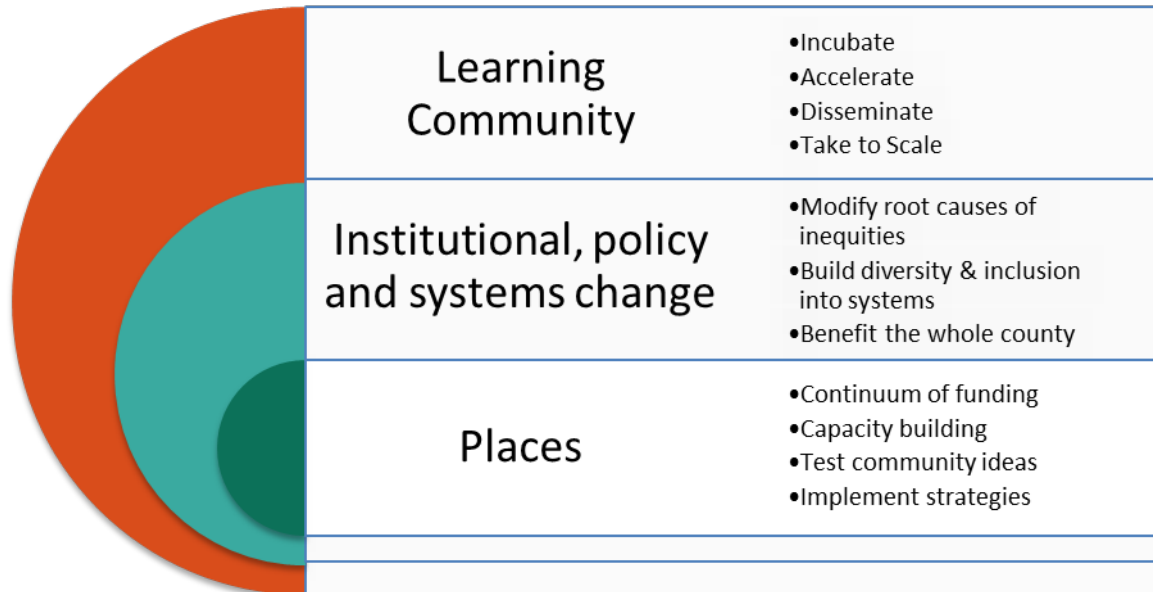 Learning
Community
•Incubate
•Accelerate
•Disseminate
•Take to Scale
Institutional, policy
and systems change
•Modify root causes of
inequities
•Build diversity & inclusion
into systems
•Benefit the whole county
Places
•Continuum of funding
•Capacity building
•Test community ideas
•Implement strategies